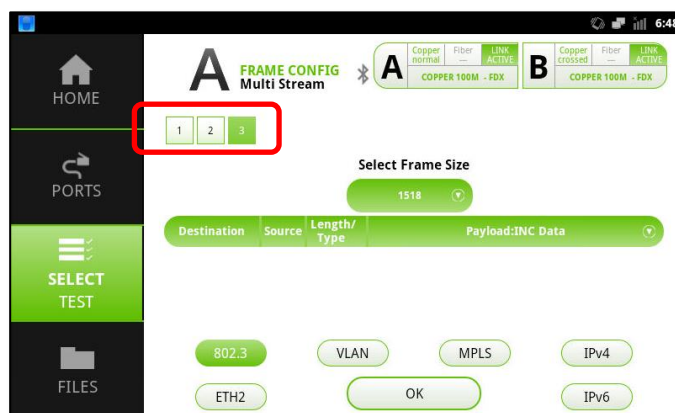 6:48
HOME
PORTS
SELECT
TEST
FILES
A
FRAME CONFIG
Multi Stream
A
Copper
normal
Fiber
—
LINK
ACTIVE
COPPER 100M - FDX
B
Copper
crossed
Fiber
—
LINK
ACTIVE
COPPER 100M - FDX
1 2 3
Select Frame Size
1518
Destination Source Length/
Type
Payload:INC Data
802.3 VLAN MPLS IPv4
ETH2 OK IPv6